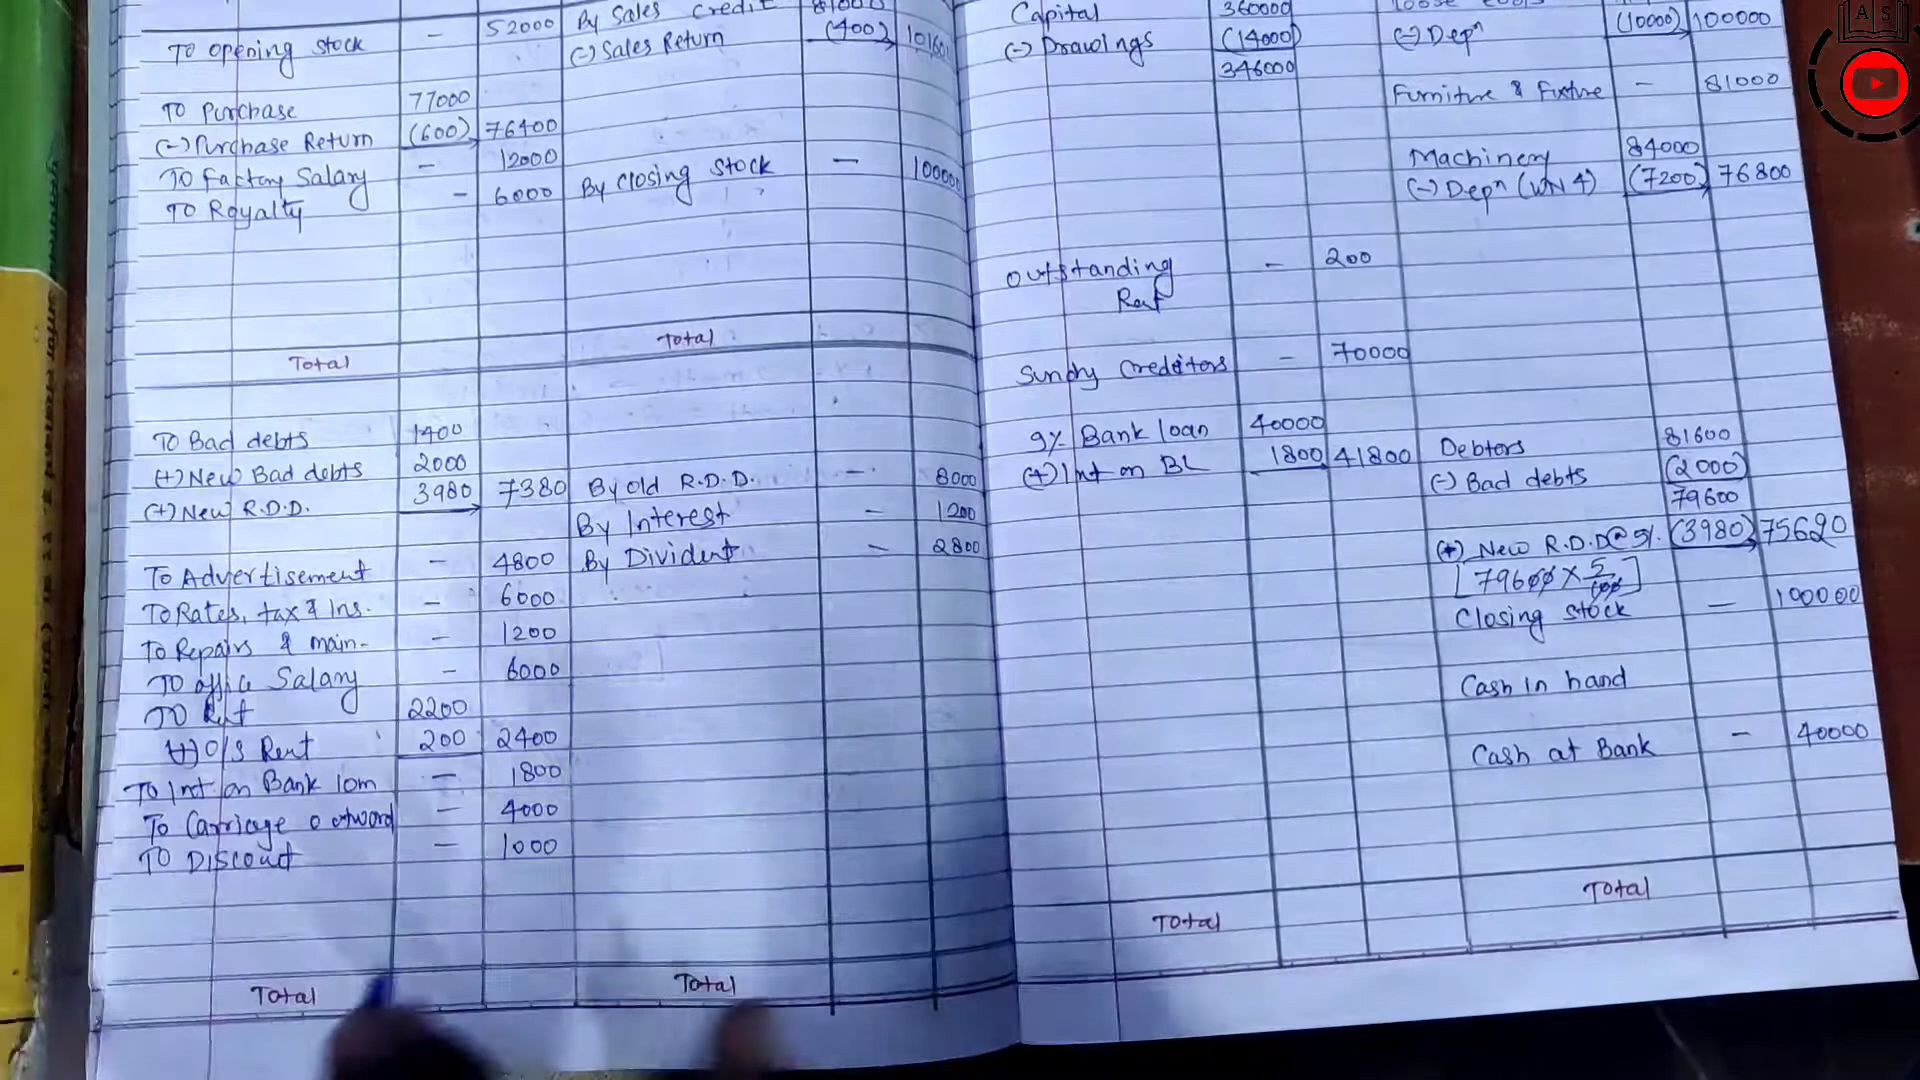 To opening stock - 52000 By Sales Credit
(-) Sales Return (400)
To Purchase 77000
(-) Purchase Return (600) 76400
To Factory Salary - 12000
To Royalty - 6000 By Closing Stock - 100000
Total Total
To Bad debts 1400
(+) New Bad debts 2000
(+) New R.D.D. 3980 7380 By Old R.D.D. - 8000
By Interest - 1200
To Advertisement - 4800 By Divident - 2800
To Rates, tax & Ins. - 6000
To Repairs & main- - 1200
To office Salary - 6000
To Rent 2200
(+) O/S Rent 200 2400
To Int on Bank loan - 1800
To Carriage outward - 4000
To Discount - 1000
Total Total
Capital 360000
(-) Drawings (14000) (-) Depn (10000) 100000
346000
Furniture & Fixture - 81000
Machinery 84000
(-) Depn (WN 4) (7200) 76800
Outstanding - 200
Rent
Sundry Creditors - 70000
9% Bank loan 40000 Debtors 81600
(+) Int on BL 1800 41800 (-) Bad debts (2000)
79600
New R.D.D@5%. (3980) 75620
[79600 X 5/100]
Closing stock - 100000
Cash in hand
Cash at Bank - 40000
Total Total
A S